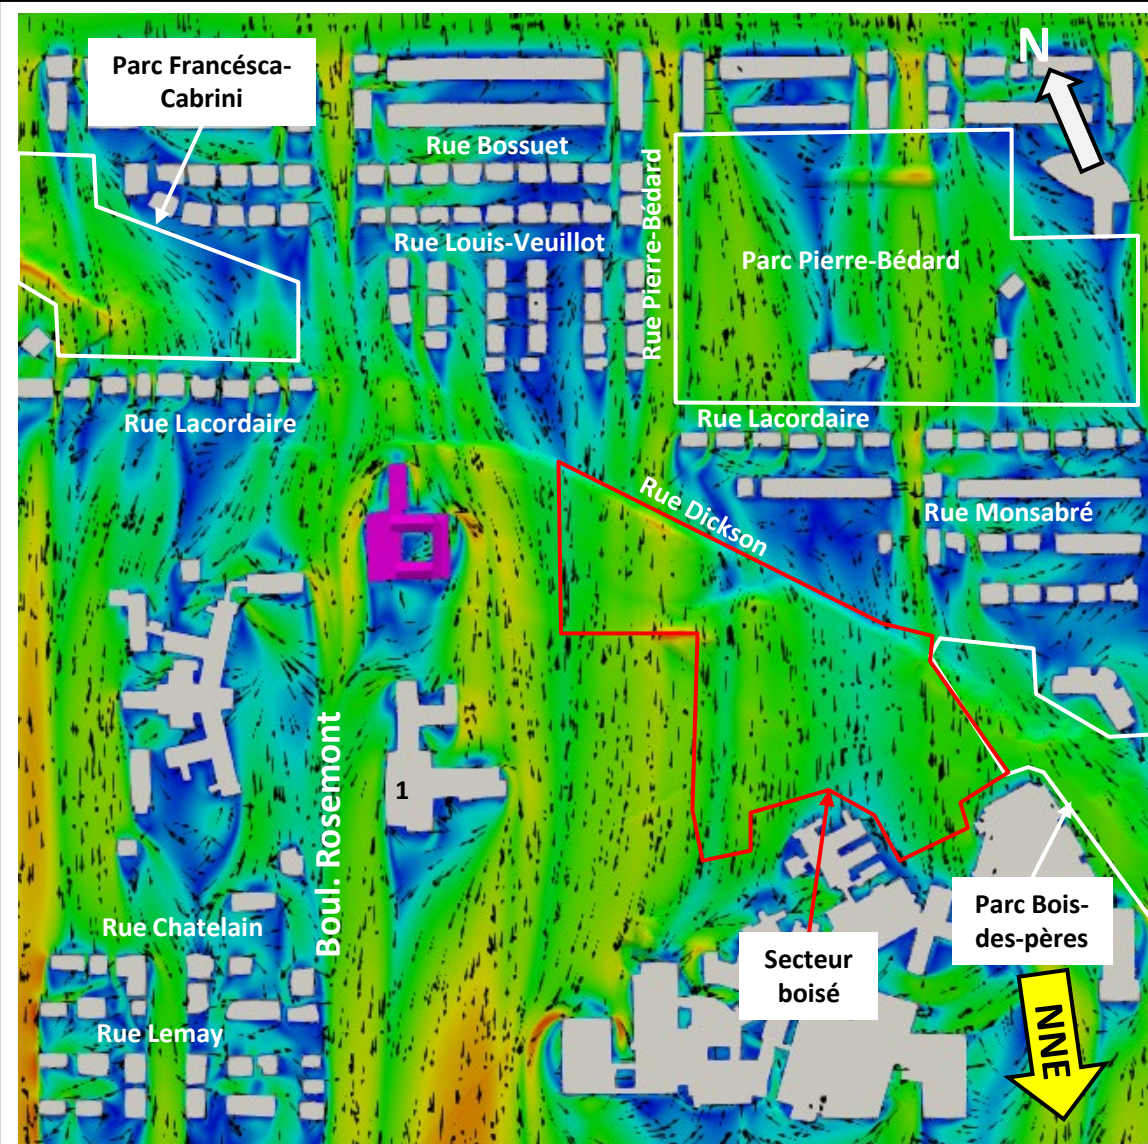 N
Parc Francésca-
Cabrini
Rue Bossuet
Rue Louis-Veuillot
Rue Pierre-Bédard
Parc Pierre-Bédard
Rue Lacordaire
Rue Lacordaire
Rue Dickson
Rue Monsabré
Boul. Rosemont
1
Rue Chatelain
Secteur
boisé
Parc Bois-
des-pères
Rue Lemay
NNE